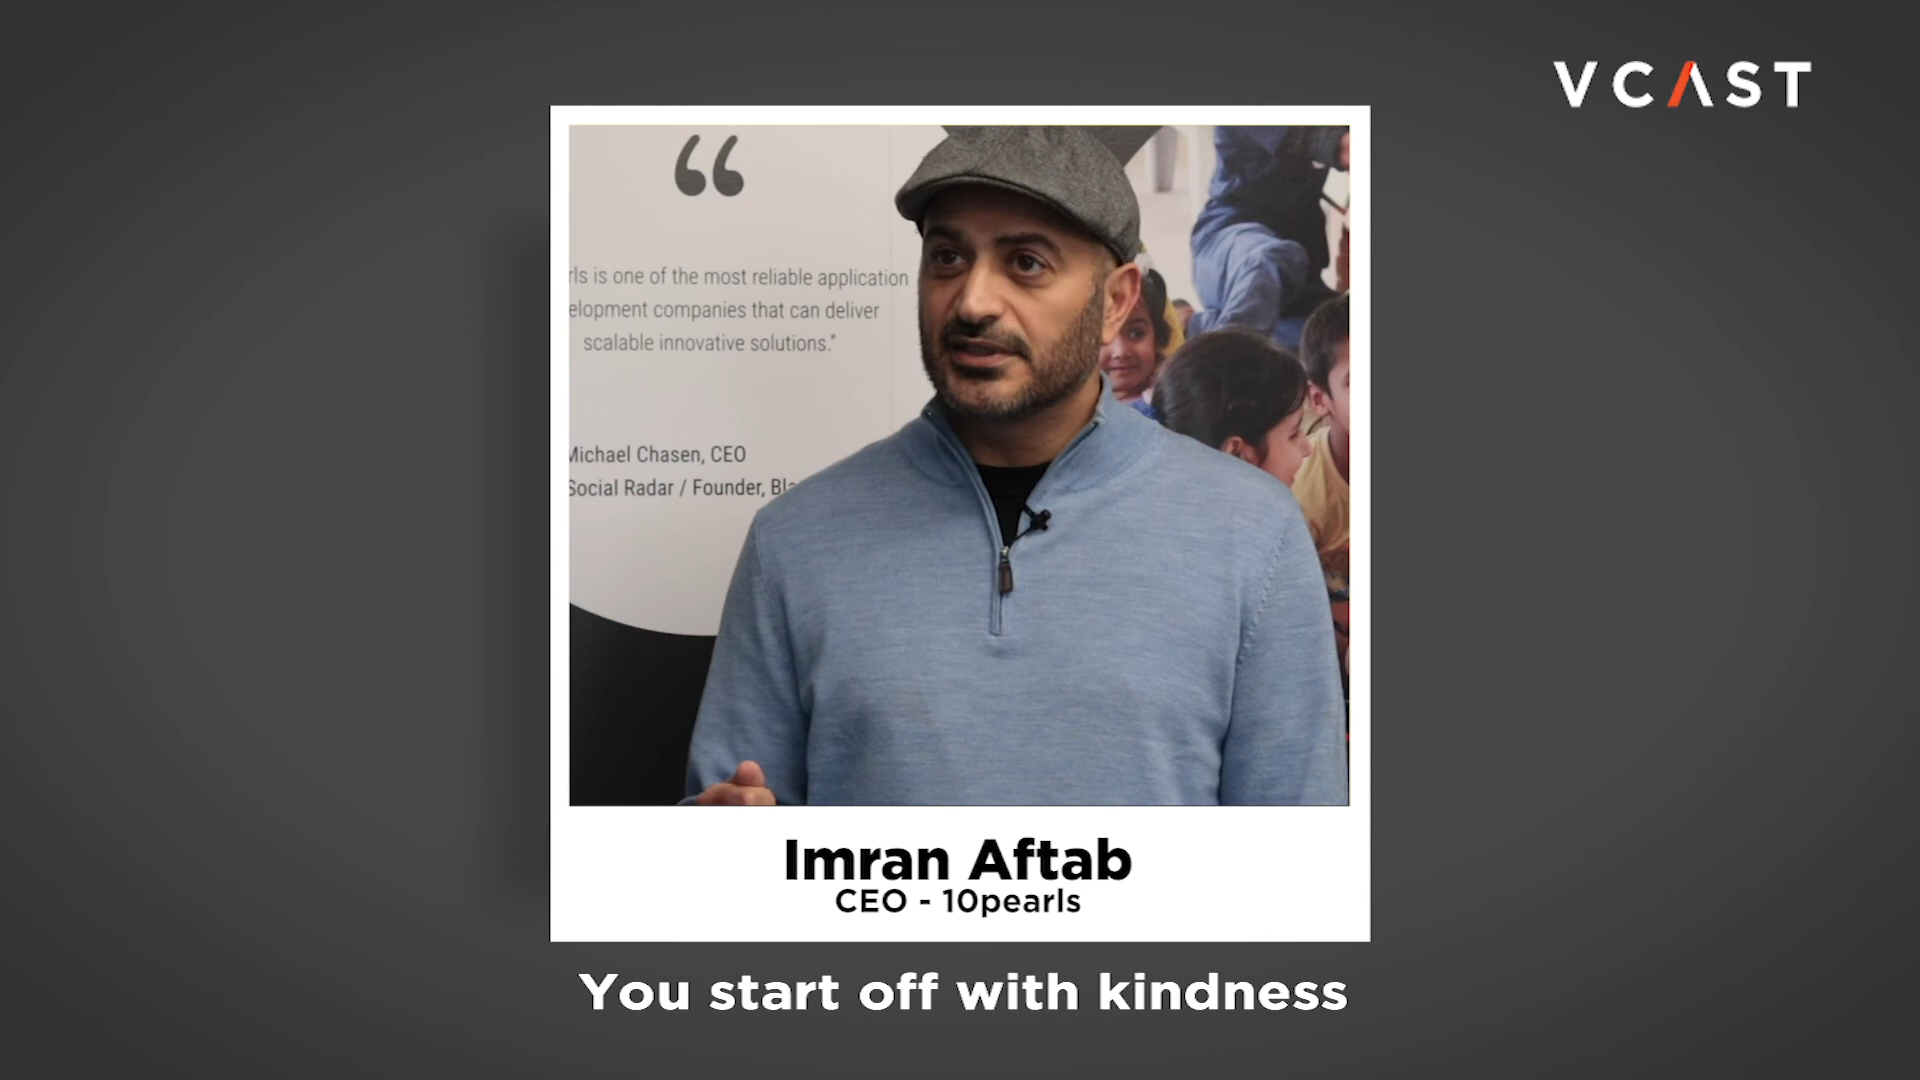 VCAST
“
rls is one of the most reliable application
elopment companies that can deliver
scalable innovative solutions.”
Michael Chasen, CEO
Social Radar / Founder, Bla
Imran Aftab
CEO - 10pearls
You start off with kindness